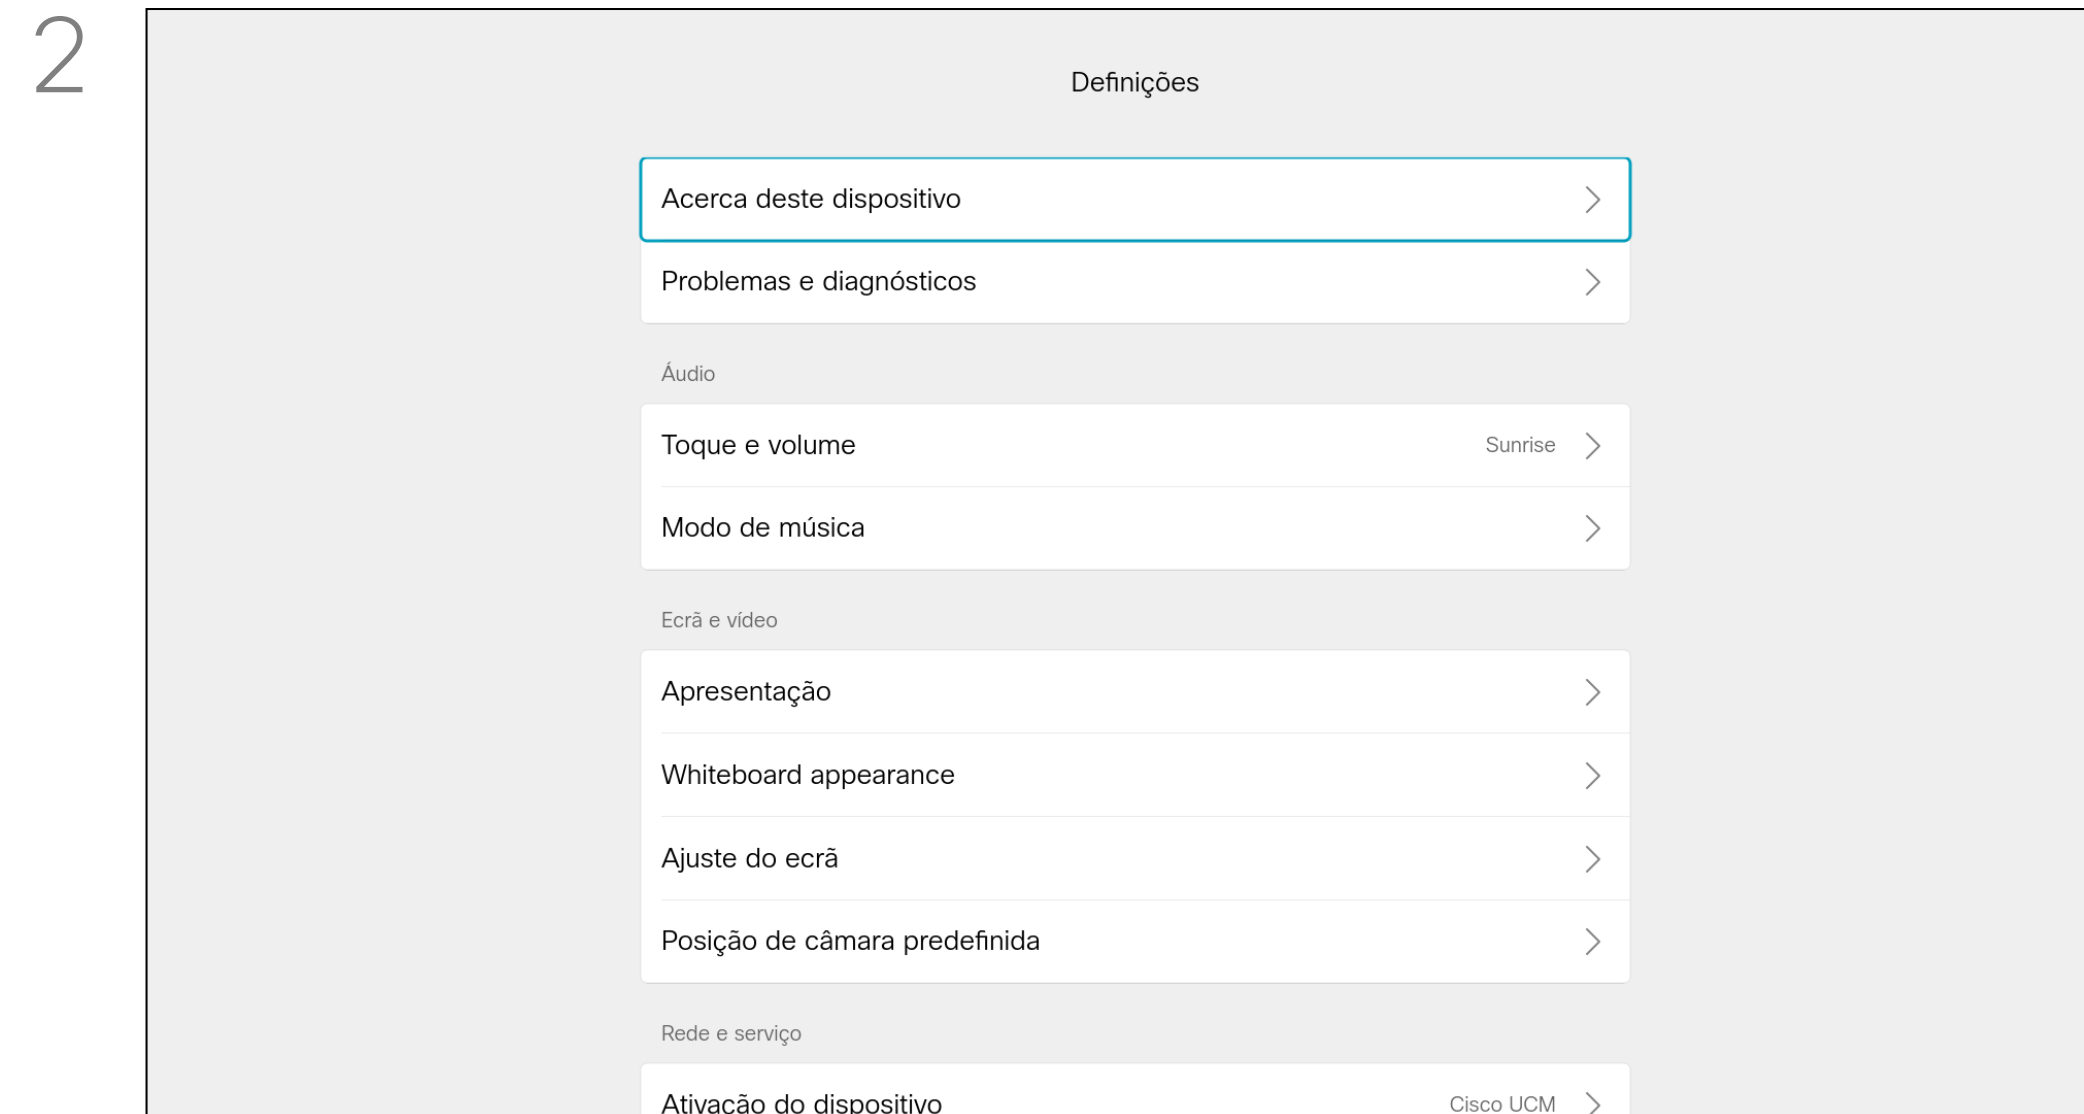 2
Definições
Acerca deste dispositivo
Problemas e diagnósticos
Áudio
Toque e volume Sunrise
Modo de música
Ecrã e vídeo
Apresentação
Whiteboard appearance
Ajuste do ecrã
Posição de câmara predefinida
Rede e serviço
Ativação do dispositivo Cisco UCM